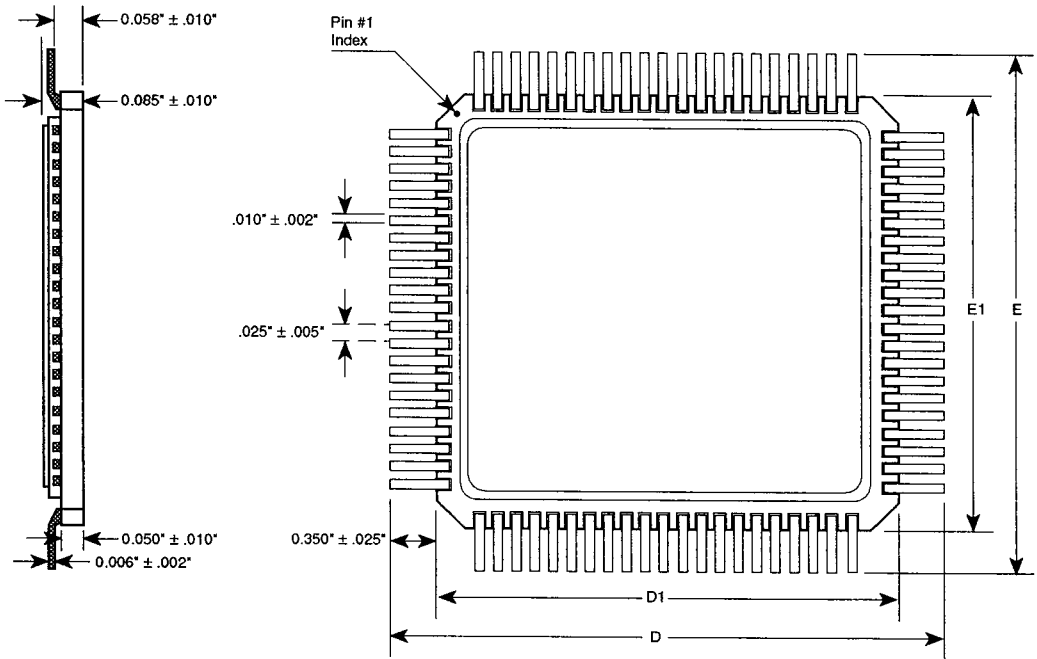 0.058" ± .010"
Pin #1
Index
0.085" ± .010"
.010" ± .002"
.025" ± .005"
E1
E
0.050" ± .010"
0.006" ± .002"
0.350" ± .025"
D1
D